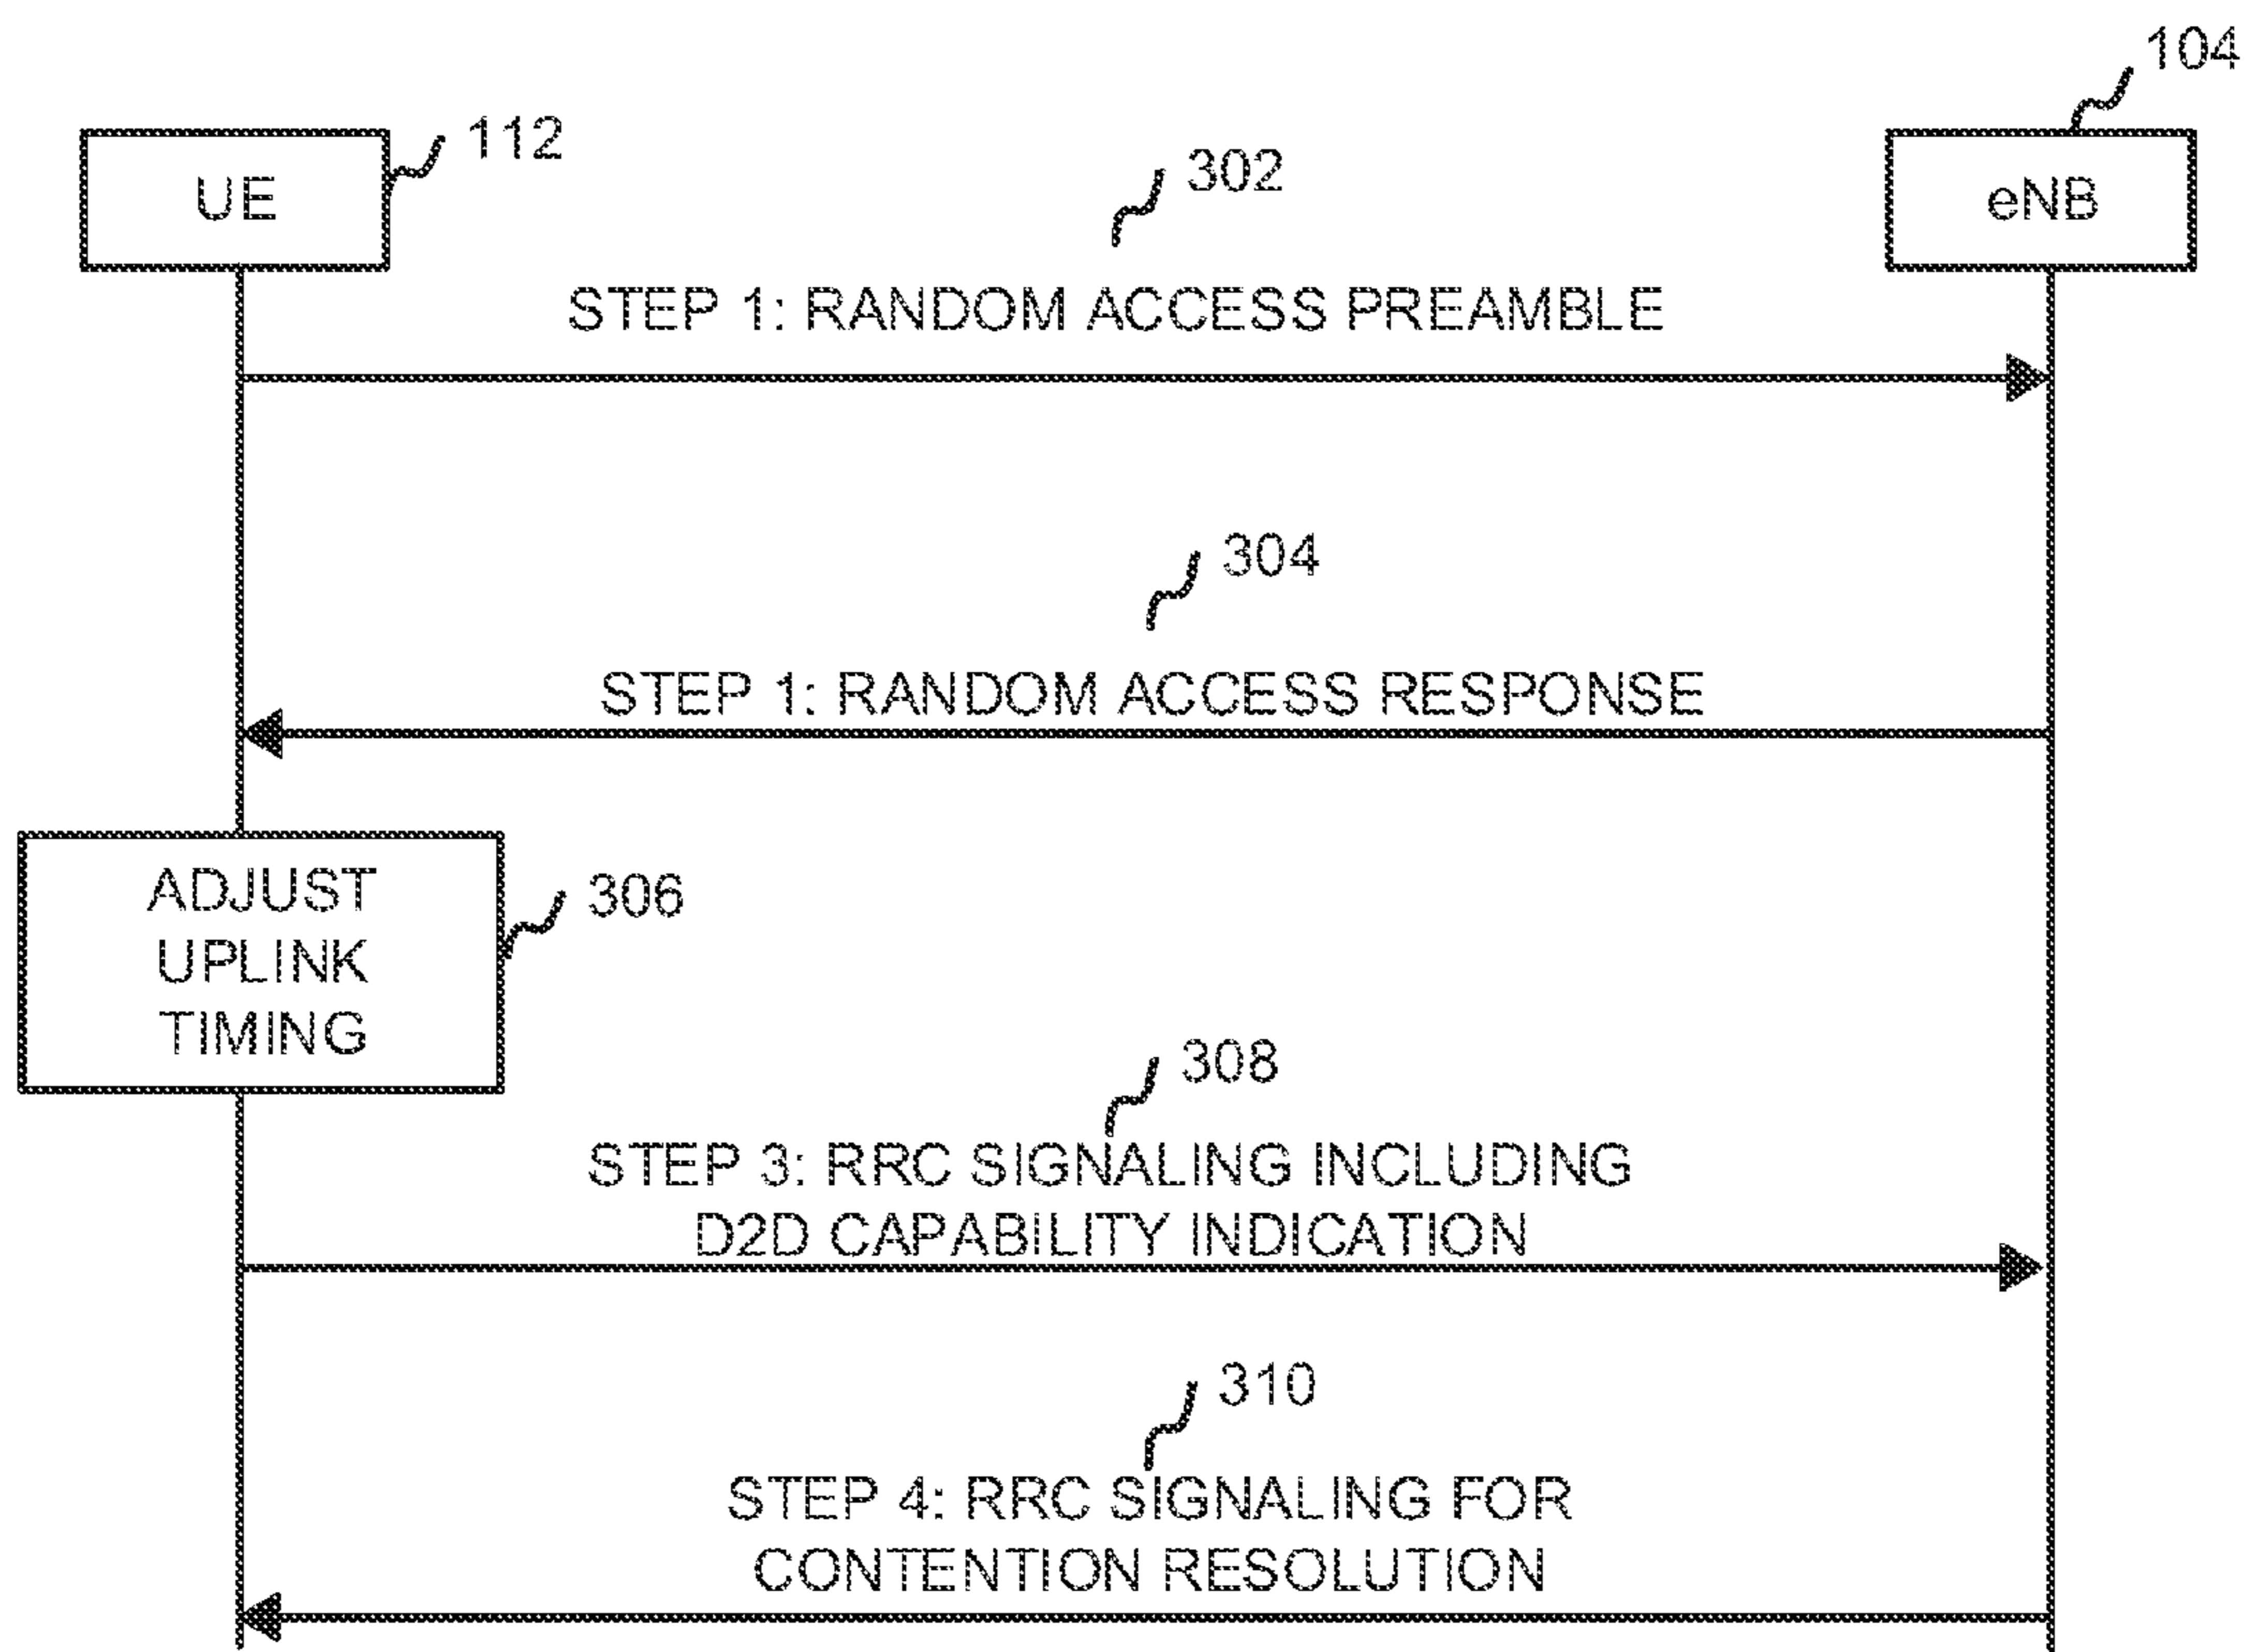 104
112
UE
302
eNB
STEP 1: RANDOM ACCESS PREAMBLE
304
STEP 1: RANDOM ACCESS RESPONSE
ADJUST
UPLINK
TIMING
306
308
STEP 3: RRC SIGNALING INCLUDING
D2D CAPABILITY INDICATION
310
STEP 4: RRC SIGNALING FOR
CONTENTION RESOLUTION